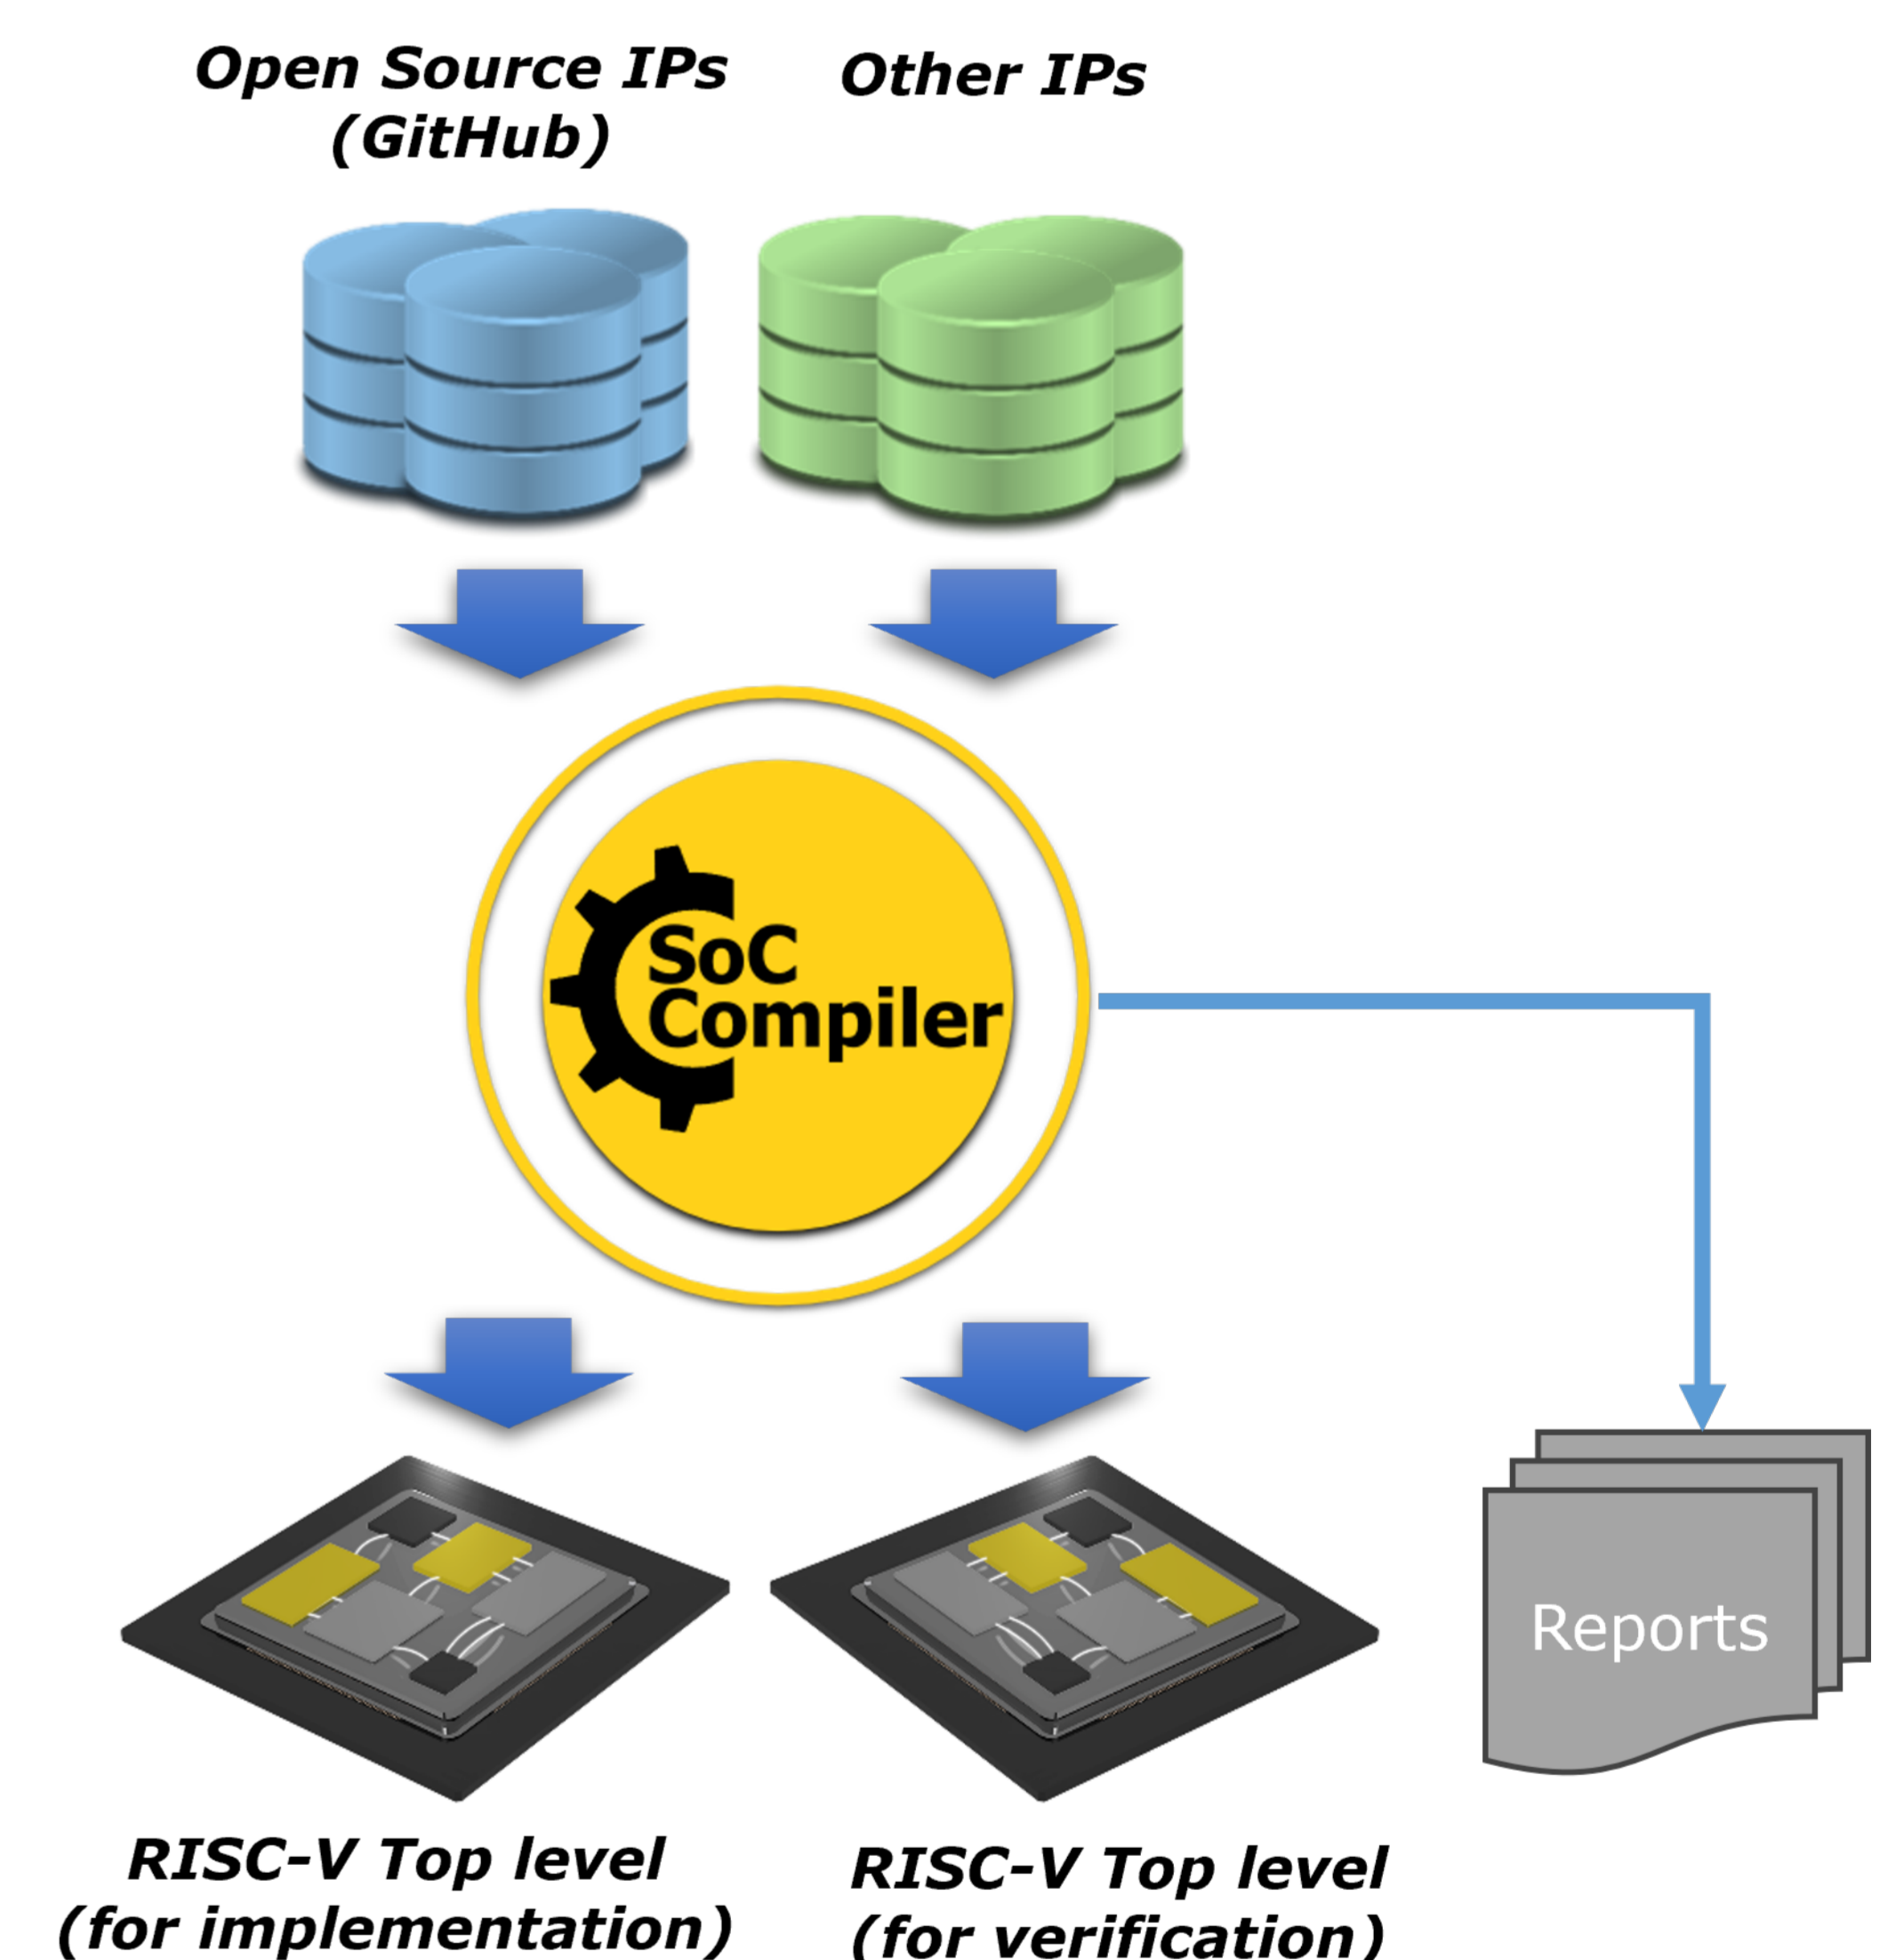 Open Source IPs
(GitHub)
Other IPs
SoC
Compiler
Reports
RISC-V Top level
(for implementation)
RISC-V Top level
(for verification)